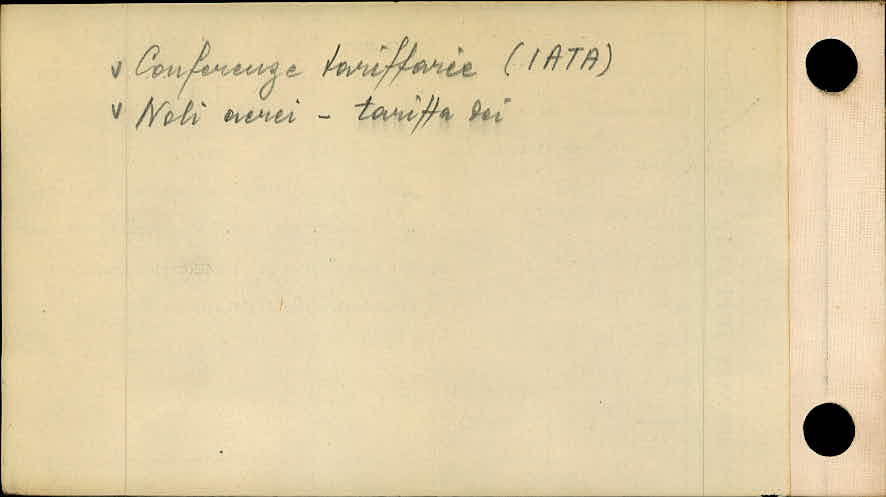 v Conferenze tariffarie (IATA)
v Noli aerei - tariffa dei